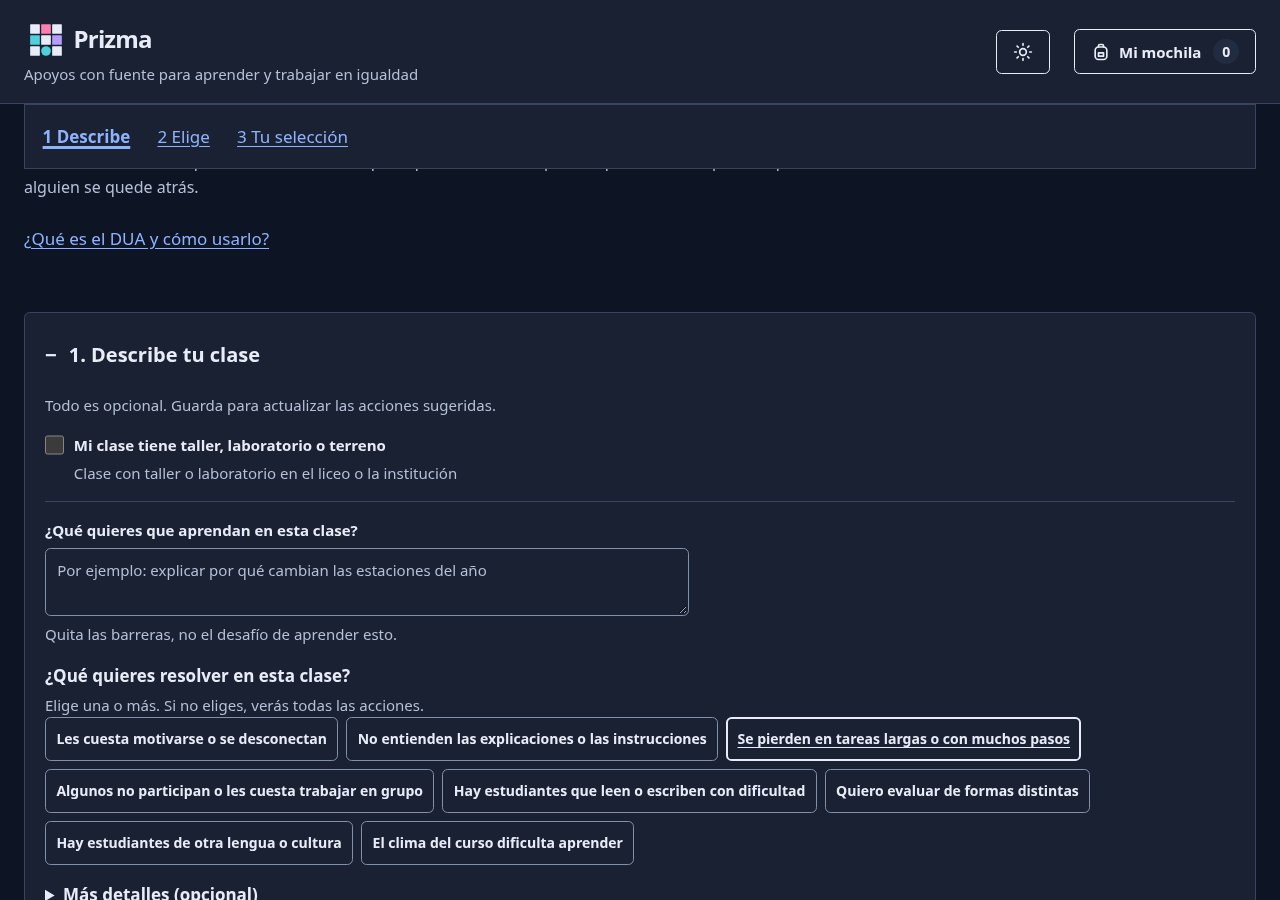 Prizma
Apoyos con fuente para aprender y trabajar en igualdad
Mi mochila 0
1 Describe 2 Elige 3 Tu selección
alguien se quede atrás.
¿Qué es el DUA y cómo usarlo?
− 1. Describe tu clase
Todo es opcional. Guarda para actualizar las acciones sugeridas.
Mi clase tiene taller, laboratorio o terreno
Clase con taller o laboratorio en el liceo o la institución
¿Qué quieres que aprendan en esta clase?
Por ejemplo: explicar por qué cambian las estaciones del año
Quita las barreras, no el desafío de aprender esto.
¿Qué quieres resolver en esta clase?
Elige una o más. Si no eliges, verás todas las acciones.
Les cuesta motivarse o se desconectan No entienden las explicaciones o las instrucciones Se pierden en tareas largas o con muchos pasos
Algunos no participan o les cuesta trabajar en grupo Hay estudiantes que leen o escriben con dificultad Quiero evaluar de formas distintas
Hay estudiantes de otra lengua o cultura El clima del curso dificulta aprender
Más detalles (opcional)